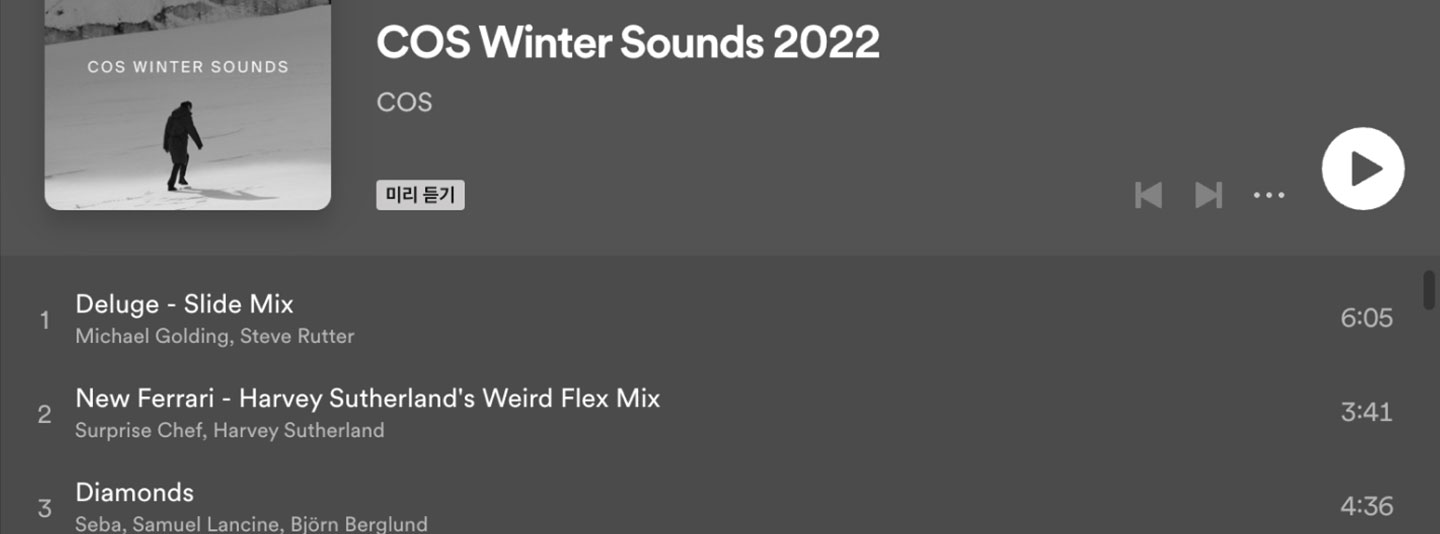 COS WINTER SOUNDS
COS Winter Sounds 2022
COS
미리 듣기
1
Deluge - Slide Mix
Michael Golding, Steve Rutter
6:05
2
New Ferrari - Harvey Sutherland's Weird Flex Mix
Surprise Chef, Harvey Sutherland
3:41
3
Diamonds
Seba, Samuel Lancine, Björn Berglund
4:36